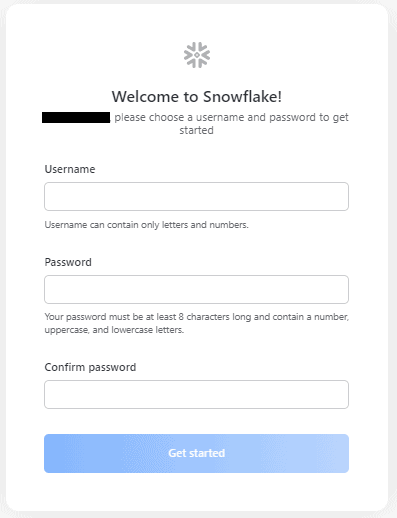 Welcome to Snowflake!
please choose a username and password to get
started
Username
Username can contain only letters and numbers.
Password
Your password must be at least 8 characters long and contain a number,
uppercase, and lowercase letters.
Confirm password
Get started